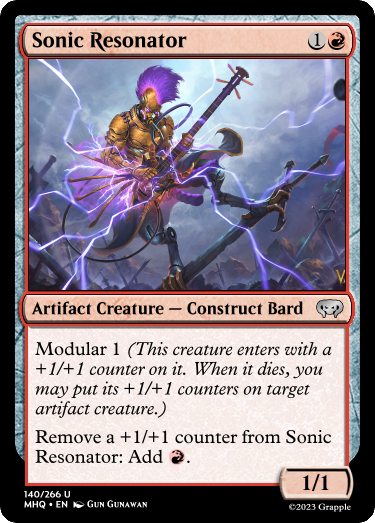 Sonic Resonator 1
Artifact Creature — Construct Bard
Modular 1 (This creature enters with a
+1/+1 counter on it. When it dies, you
may put its +1/+1 counters on target
artifact creature.)
Remove a +1/+1 counter from Sonic
Resonator: Add .
1/1
140/266 U
MHQ • EN Gun Gunawan
©2023 Grapple